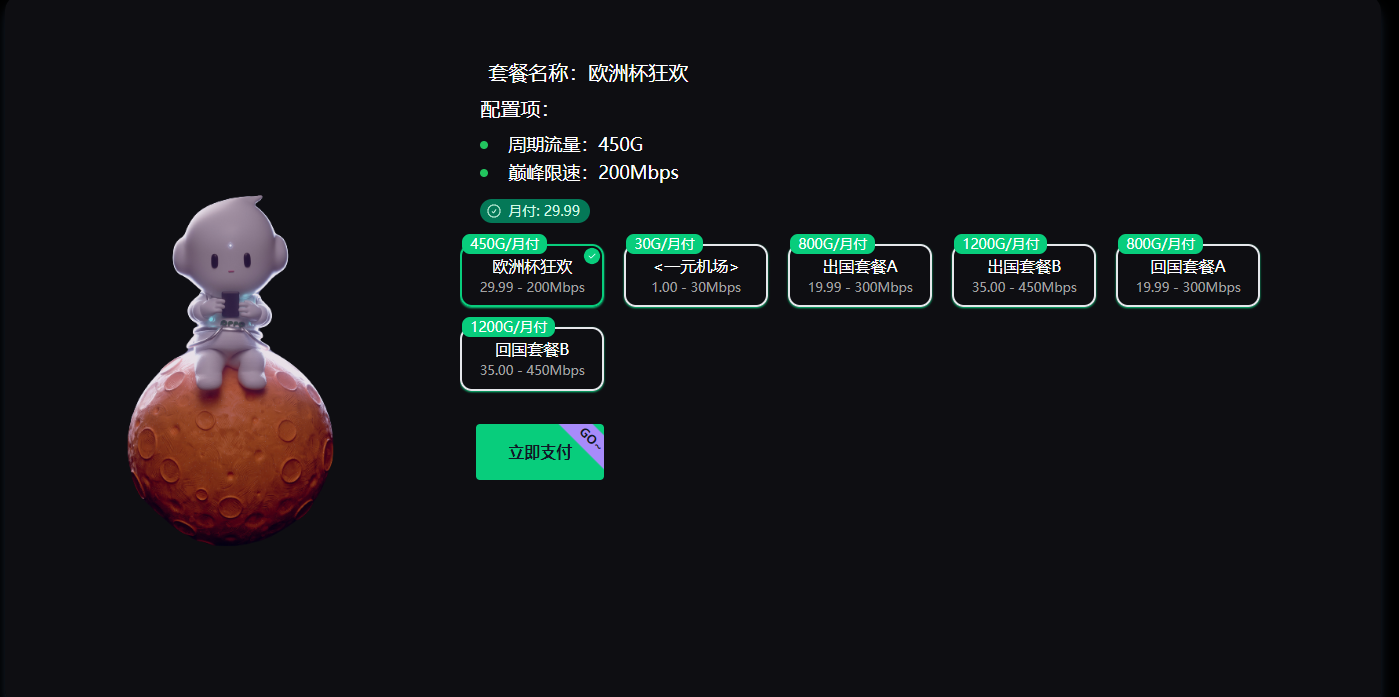 套餐名称：欧洲杯狂欢
配置项：
周期流量：450G
巅峰限速：200Mbps
月付: 29.99
450G/月付
欧洲杯狂欢
29.99 - 200Mbps
30G/月付
<一元机场>
1.00 - 30Mbps
800G/月付
出国套餐A
19.99 - 300Mbps
1200G/月付
出国套餐B
35.00 - 450Mbps
800G/月付
回国套餐A
19.99 - 300Mbps
1200G/月付
回国套餐B
35.00 - 450Mbps
立即支付
GO~